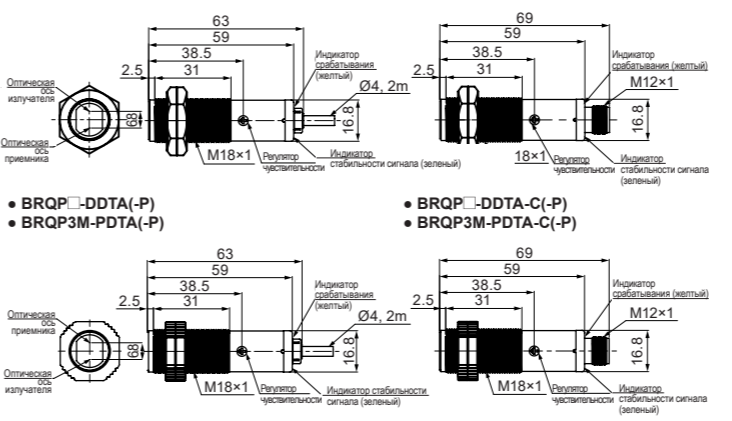 63
59
38.5
2.5 31
Индикатор
срабатывания
(желтый)
Ø4, 2m
Оптическая
ось
излучателя
Оптическая
ось
приемника
68
16.8
M18×1
Регулятор
чувствительности
Индикатор
стабильности сигнала (зеленый)
69
59
38.5
2.5 31
Индикатор
срабатывания (желтый)
M12×1
16.8
18×1
Регулятор
чувствительности
Индикатор
стабильности сигнала
(зеленый)
● BRQP□-DDTA(-P)
● BRQP3M-PDTA(-P)
● BRQP□-DDTA-C(-P)
● BRQP3M-PDTA-C(-P)
63
59
38.5
2.5 31
Индикатор
срабатывания
(желтый)
Ø4, 2m
Оптическая
ось
приемника
Оптическая
ось
излучателя
68
16.8
M18×1
Регулятор
чувствительности
Индикатор стабильности
сигнала (зеленый)
69
59
38.5
2.5 31
Индикатор
срабатывания (желтый)
M12×1
16.8
M18×1
Регулятор
чувствительности
Индикатор
стабильности сигнала
(зеленый)